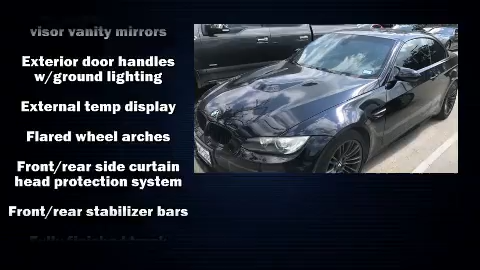 visor vanity mirrors
Exterior door handles
w/ground lighting
External temp display
Flared wheel arches
Front/rear side curtain
head protection system
Front/rear stabilizer bars